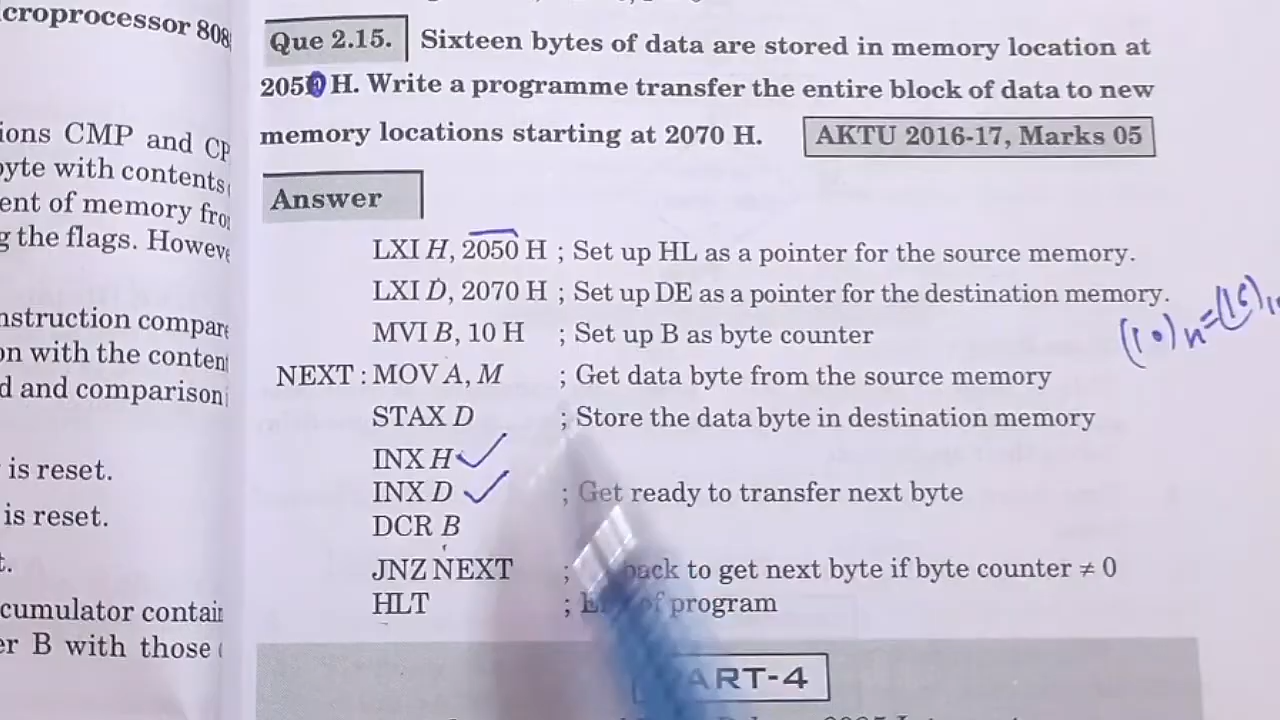 croprocessor 808
Que 2.15. Sixteen bytes of data are stored in memory location at
2050 H. Write a programme transfer the entire block of data to new
memory locations starting at 2070 H. AKTU 2016-17, Marks 05
ions CMP and CP
byte with contents
ent of memory fro
g the flags. Howeve
Answer
LXI H, 2050 H ; Set up HL as a pointer for the source memory.
LXI D, 2070 H ; Set up DE as a pointer for the destination memory.
MVI B, 10 H ; Set up B as byte counter
NEXT : MOV A, M ; Get data byte from the source memory
STAX D ; Store the data byte in destination memory
INX H
INX D ; Get ready to transfer next byte
DCR B
JNZ NEXT ; back to get next byte if byte counter ≠ 0
HLT ; of program
nstruction compare
on with the content
d and comparison
is reset.
is reset.
t.
cumulator contain
er B with those
ART-4